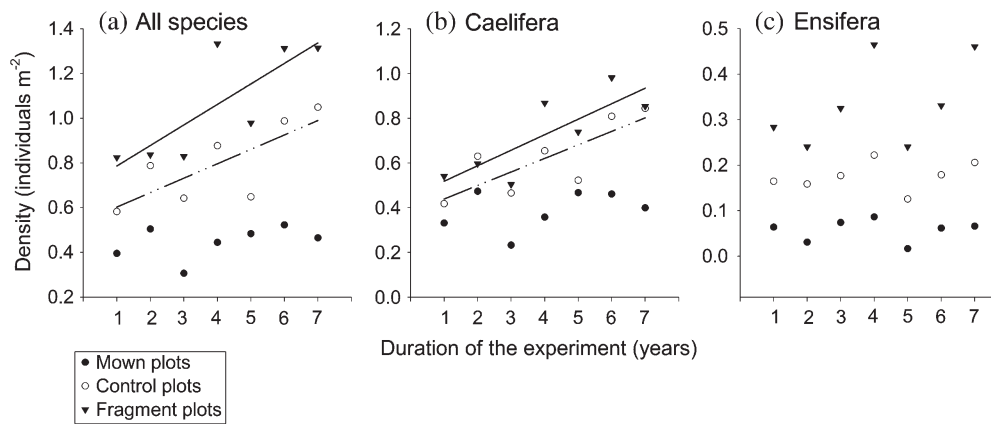 (a) All species
(b) Caelifera
(c) Ensifera
Density (individuals m⁻²)
1.4
1.2
1.0
0.8
0.6
0.4
0.2
1 2 3 4 5 6 7
1.2
1.0
0.8
0.6
0.4
0.2
0.0
1 2 3 4 5 6 7
0.5
0.4
0.3
0.2
0.1
0.0
1 2 3 4 5 6 7
Duration of the experiment (years)
Mown plots
Control plots
Fragment plots